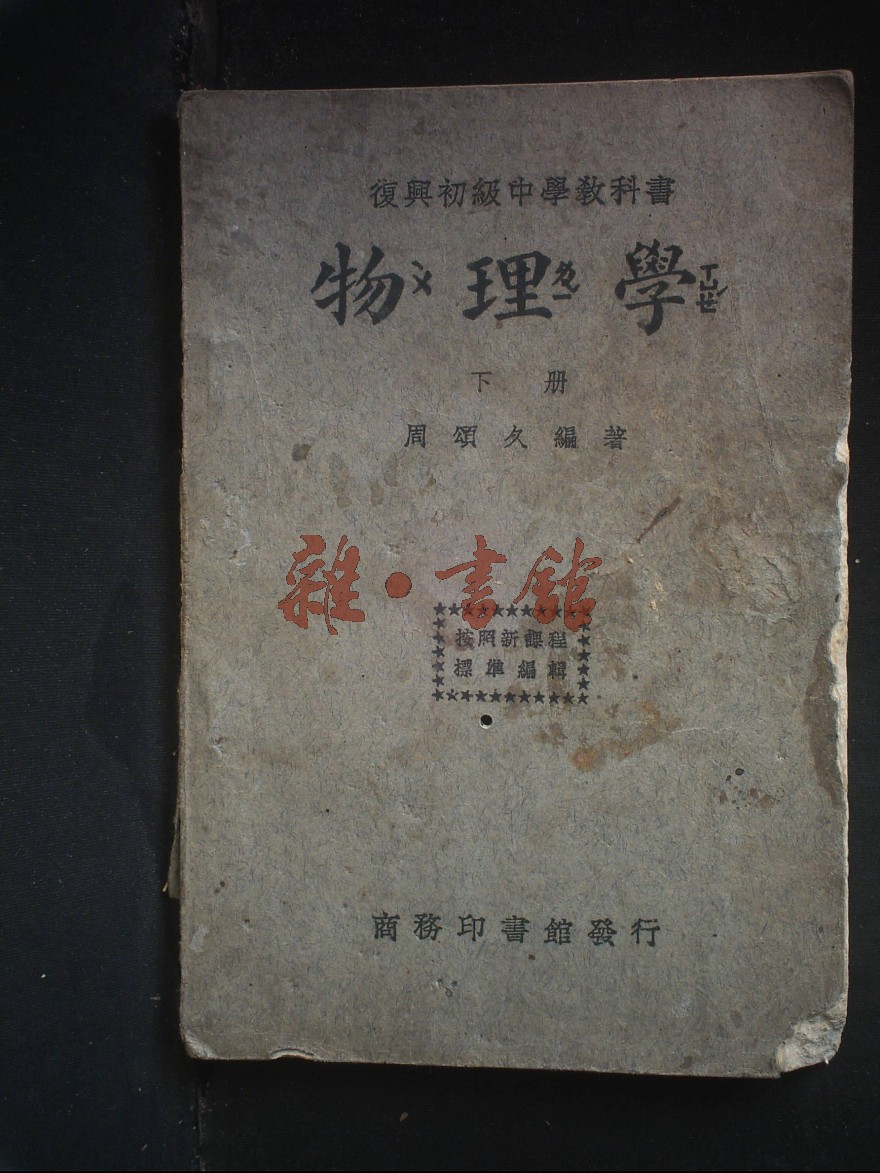 復興初級中學教科書
物ㄨ 理ㄌㄧ 學ㄒㄩㄝ
下 册
周頌久編著
雜·書館
按照新課程
標準編輯
商務印書館發行